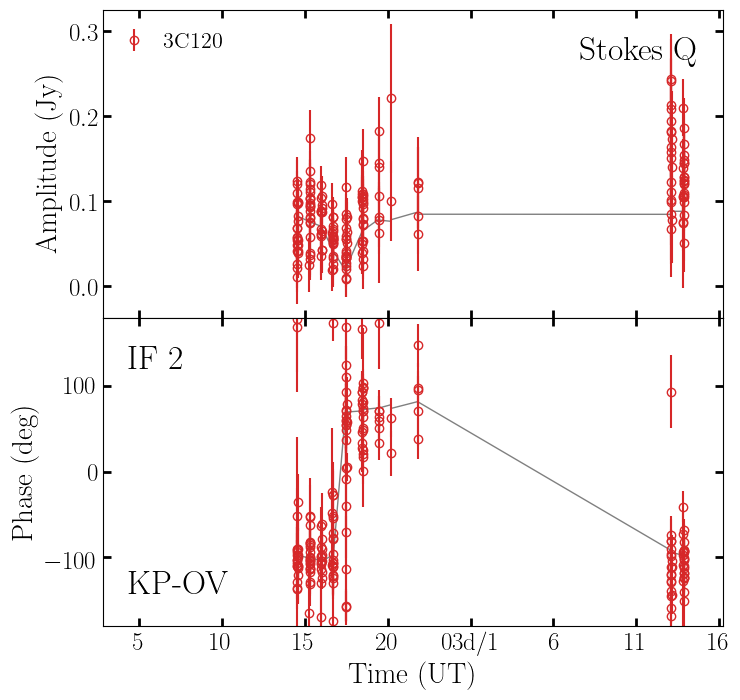 0.3
3C120
Stokes Q
0.2
0.1
0.0
Amplitude (Jy)
IF 2
100
0
−100
Phase (deg)
KP-OV
5 10 15 20 03d/1 6 11 16
Time (UT)